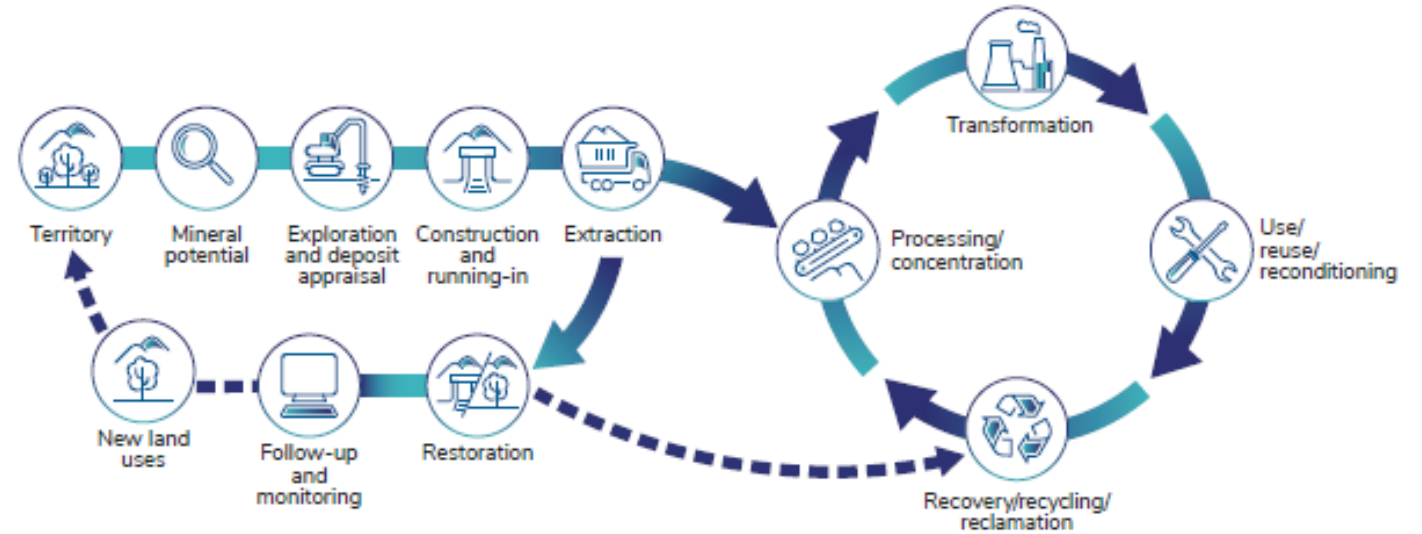 Transformation
Territory
Mineral
potential
Exploration
and deposit
appraisal
Construction
and
running-in
Extraction
Processing/
concentration
Use/
reuse/
reconditioning
New land
uses
Follow-up
and
monitoring
Restoration
Recovery/recycling/
reclamation